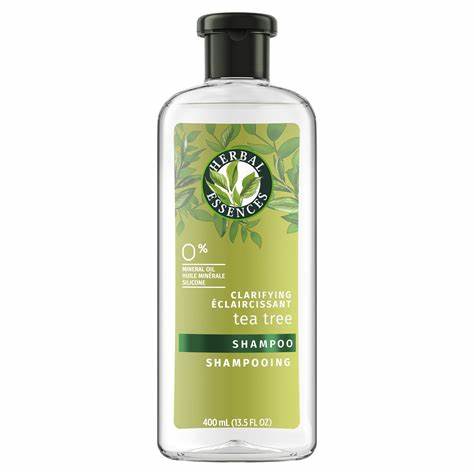 HERBAL
ESSENCES
0%
MINERAL OIL
HUILE MINÉRALE
SILICONE
CLARIFYING
ÉCLAIRCISSANT
tea tree
SHAMPOO
SHAMPOOING
400 mL (13.5 FL OZ)